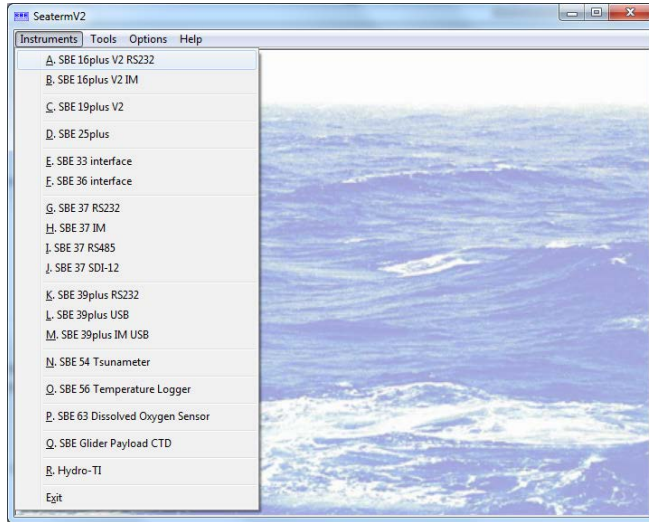 SeatermV2
Instruments Tools Options Help
A. SBE 16plus V2 RS232
B. SBE 16plus V2 IM
C. SBE 19plus V2
D. SBE 25plus
E. SBE 33 interface
F. SBE 36 interface
G. SBE 37 RS232
H. SBE 37 IM
I. SBE 37 RS485
J. SBE 37 SDI-12
K. SBE 39plus RS232
L. SBE 39plus USB
M. SBE 39plus IM USB
N. SBE 54 Tsunameter
O. SBE 56 Temperature Logger
P. SBE 63 Dissolved Oxygen Sensor
Q. SBE Glider Payload CTD
R. Hydro-TI
Exit